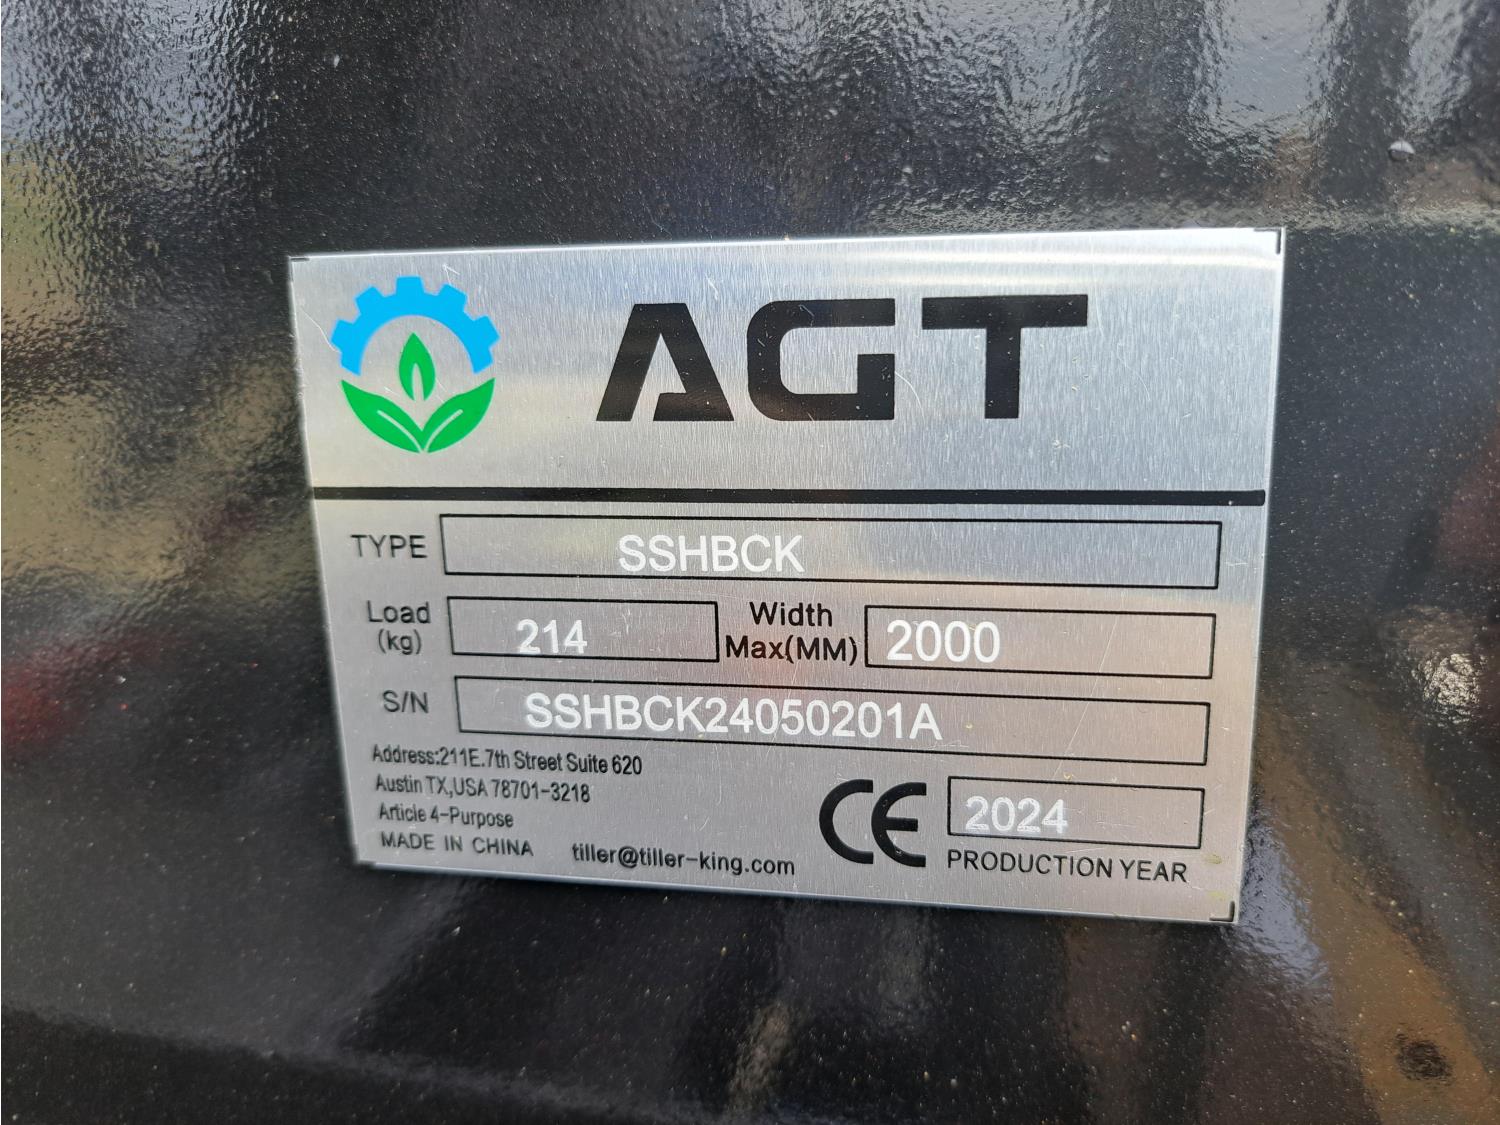 AGT
TYPE SSHBCK
Load (kg) 214 Width Max(MM) 2000
S/N SSHBCK24050201A
Address:211E.7th Street Suite 620
Austin TX,USA 78701-3218
Article 4-Purpose
MADE IN CHINA tiller@tiller-king.com
CE 2024
PRODUCTION YEAR